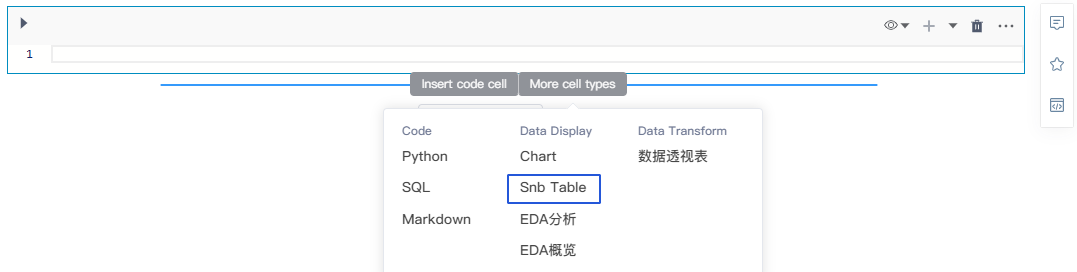 1
Insert code cell More cell types
Code Data Display Data Transform
Python Chart 数据透视表
SQL Snb Table
Markdown EDA分析
EDA概览